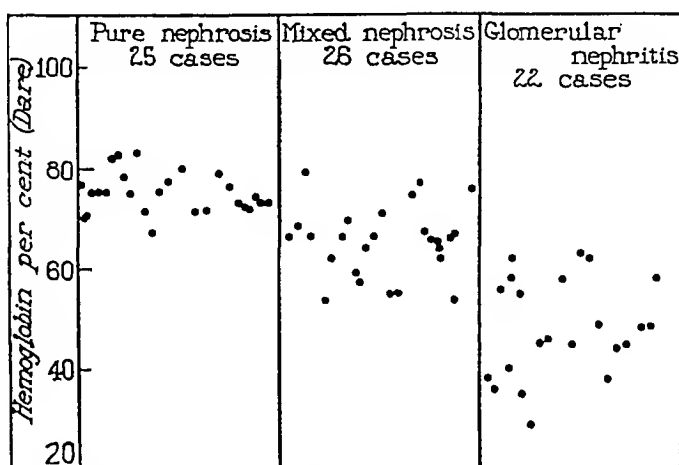 Pure nephrosis
25 cases
Mixed nephrosis
26 cases
Glomerular
nephritis
22 cases
Hemoglobin per cent (Dare)
100
80
60
40
20